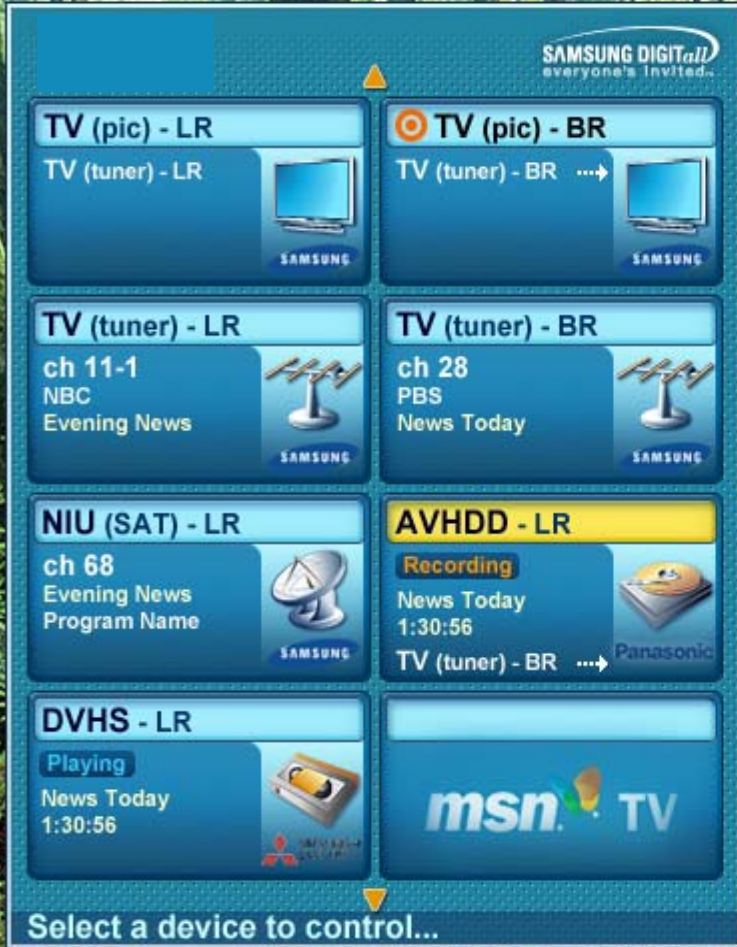 SAMSUNG DIGITall
everyone's invited™
TV (pic) - LR
TV (tuner) - LR
SAMSUNG
TV (pic) - BR
TV (tuner) - BR
SAMSUNG
TV (tuner) - LR
ch 11-1
NBC
Evening News
SAMSUNG
TV (tuner) - BR
ch 28
PBS
News Today
SAMSUNG
NIU (SAT) - LR
ch 68
Evening News
Program Name
SAMSUNG
AVHDD - LR
Recording
News Today
1:30:56
TV (tuner) - BR
Panasonic
DVHS - LR
Playing
News Today
1:30:56
msn TV
Select a device to control...